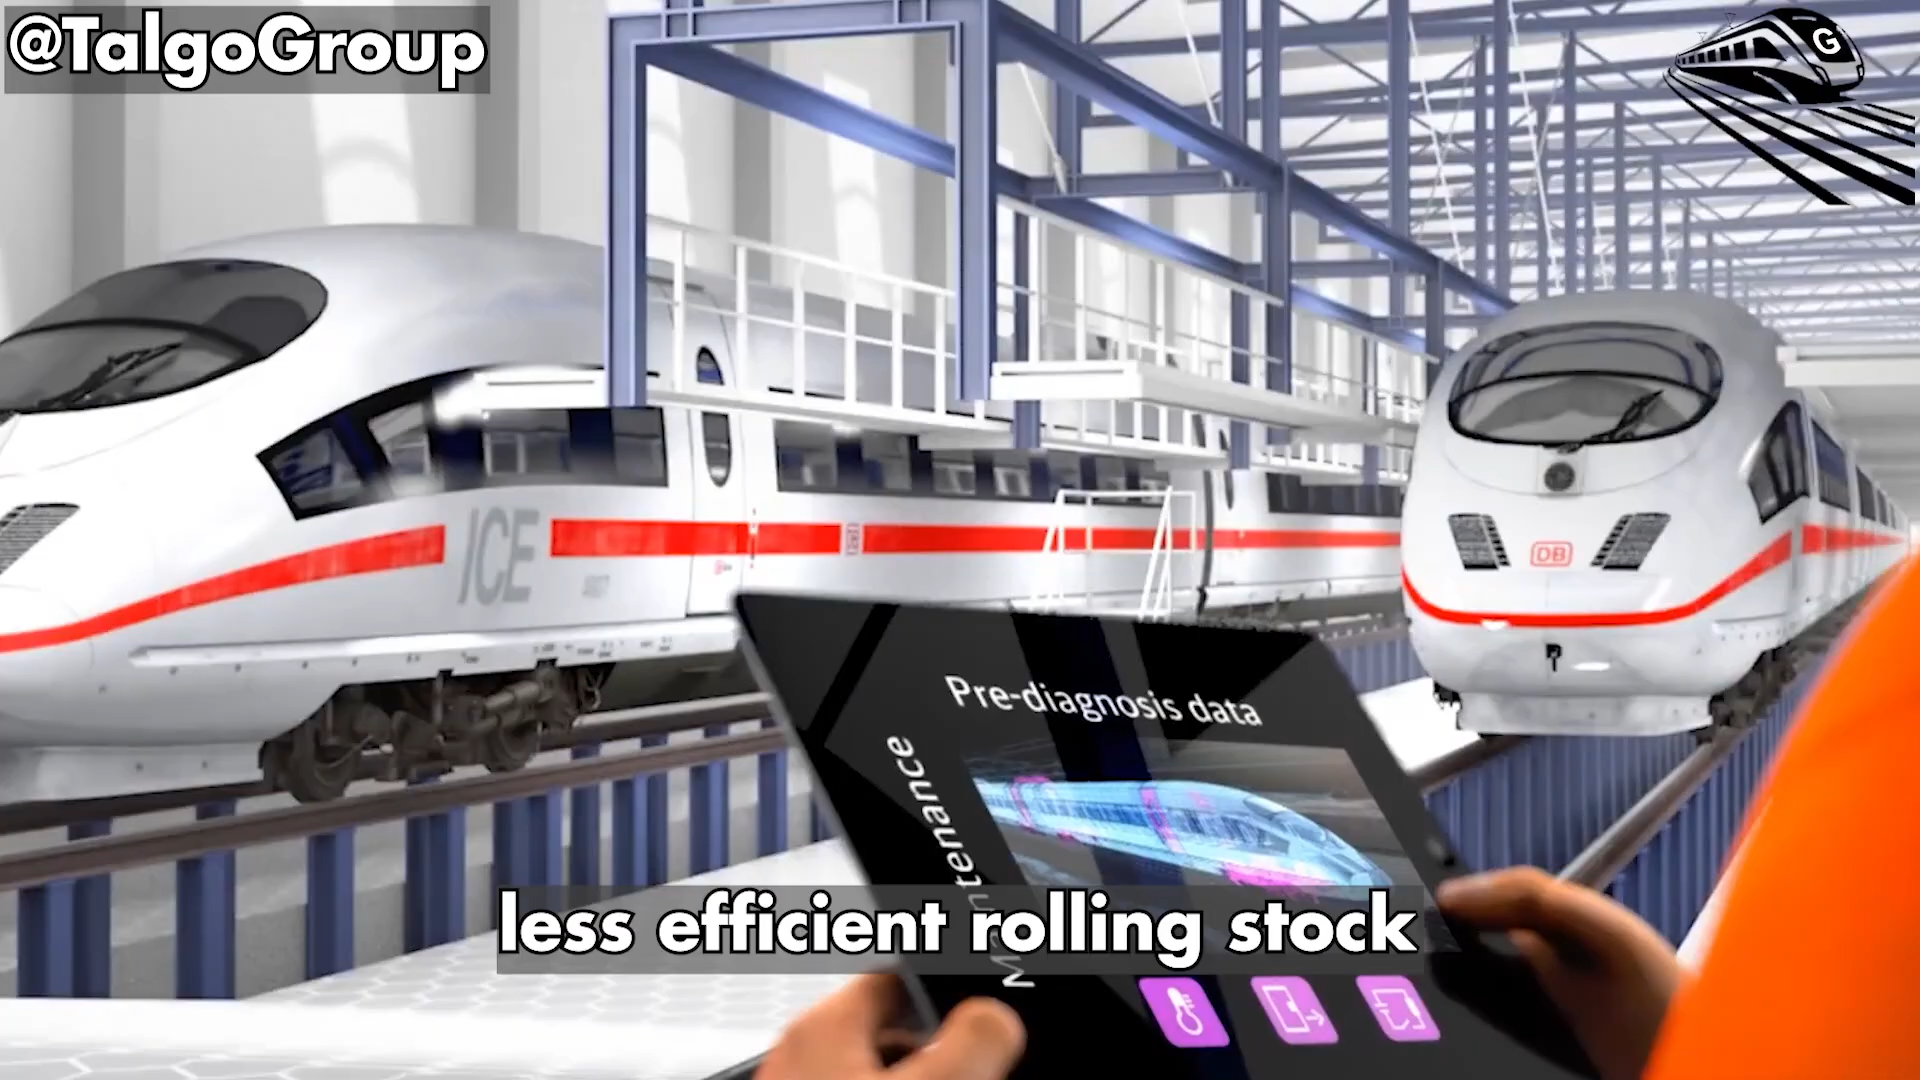 @TalgoGroup
G
ICE
DB
Pre-diagnosis data
Maintenance
less efficient rolling stock